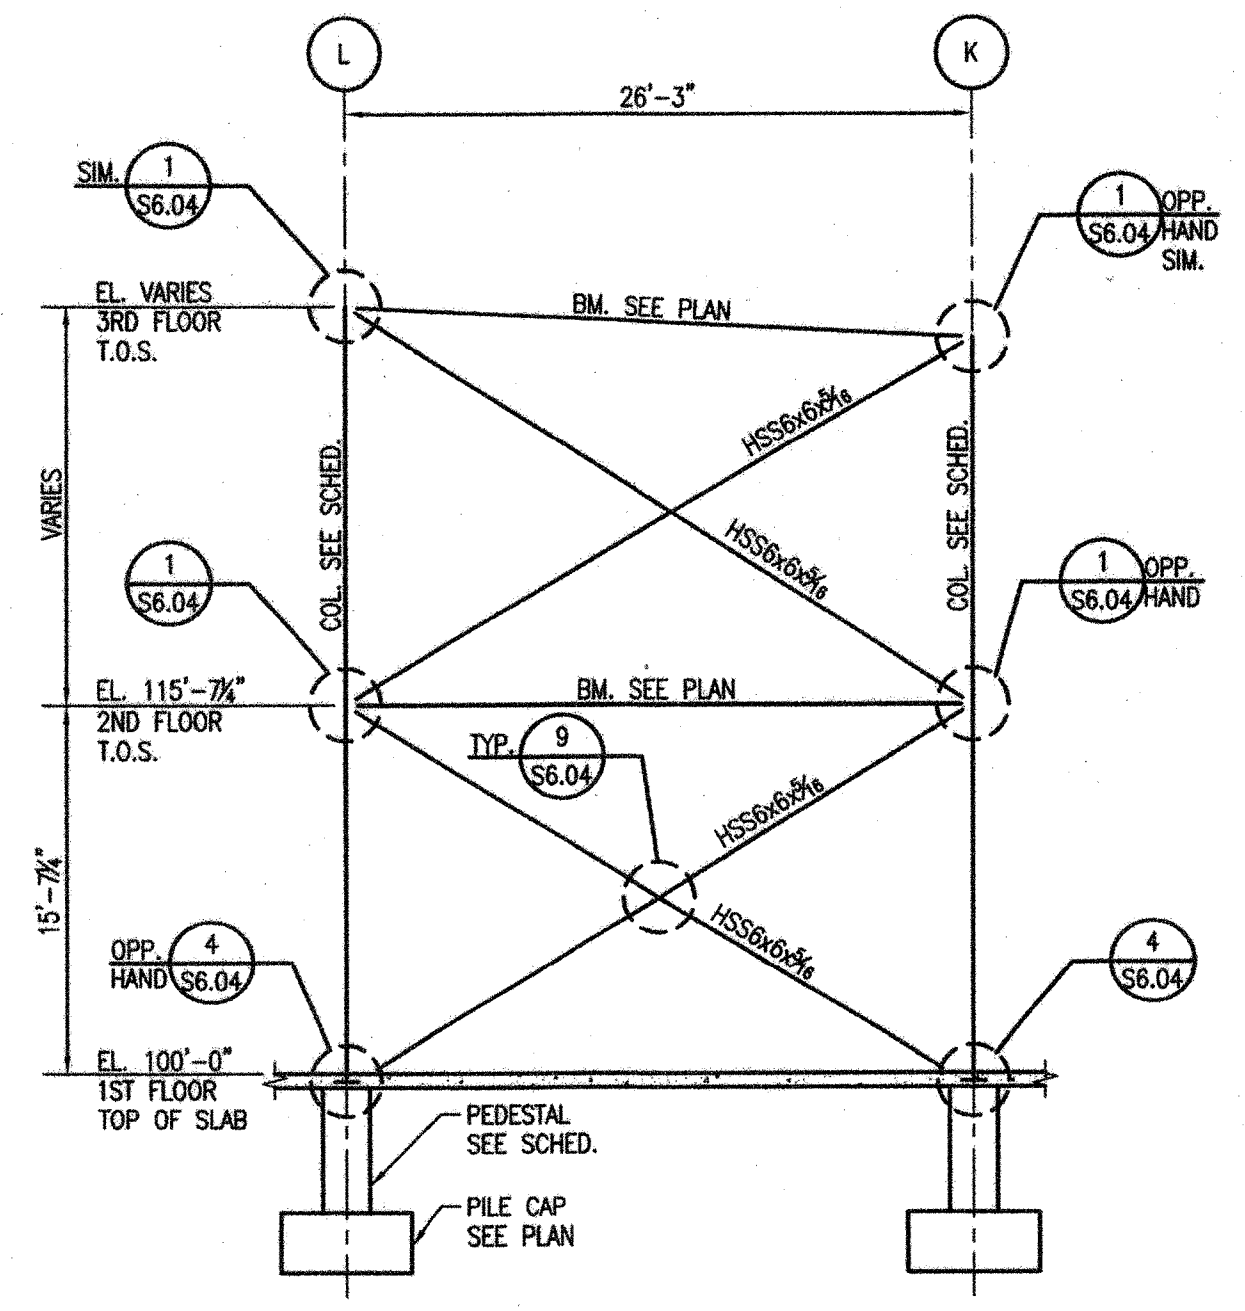 L
K
26'-3"
SIM.
1
S6.04
1
S6.04
OPP.
HAND
SIM.
EL. VARIES
3RD FLOOR
T.O.S.
BM. SEE PLAN
HSS6x6x5/16
HSS6x6x5/16
VARIES
COL. SEE SCHED.
COL. SEE SCHED.
1
S6.04
1
S6.04
OPP.
HAND
EL. 115'-7¼"
2ND FLOOR
T.O.S.
BM. SEE PLAN
TYP.
9
S6.04
HSS6x6x5/16
HSS6x6x5/16
15'-7¼"
OPP.
HAND
4
S6.04
4
S6.04
EL. 100'-0"
1ST FLOOR
TOP OF SLAB
PEDESTAL
SEE SCHED.
PILE CAP
SEE PLAN